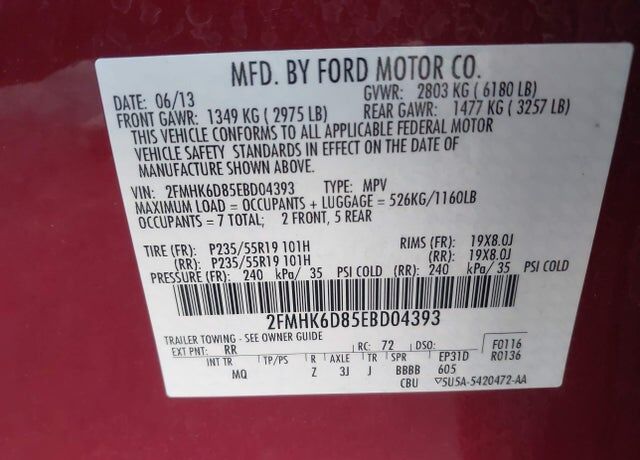 MFD. BY FORD MOTOR CO.
DATE: 06/13 GVWR: 2803 KG ( 6180 LB)
FRONT GAWR: 1349 KG ( 2975 LB) REAR GAWR: 1477 KG ( 3257 LB)
THIS VEHICLE CONFORMS TO ALL APPLICABLE FEDERAL MOTOR
VEHICLE SAFETY STANDARDS IN EFFECT ON THE DATE OF
MANUFACTURE SHOWN ABOVE.
VIN: 2FMHK6D85EBD04393 TYPE: MPV
MAXIMUM LOAD = OCCUPANTS + LUGGAGE = 526KG/1160LB
OCCUPANTS = 7 TOTAL; 2 FRONT, 5 REAR
TIRE (FR): P235/55R19 101H RIMS (FR): 19X8.0J
(RR): P235/55R19 101H (RR): 19X8.0J
PRESSURE (FR): 240 kPa/ 35 PSI COLD (RR): 240 kPa/ 35 PSI COLD
2FMHK6D85EBD04393
TRAILER TOWING - SEE OWNER GUIDE
EXT PNT: RR RC: 72 DSO: F0116
R0136
INT TR TP/PS R AXLE TR SPR EP31D
MQ Z 3J J BBBB 605
CBU ▽5U5A-5420472-AA